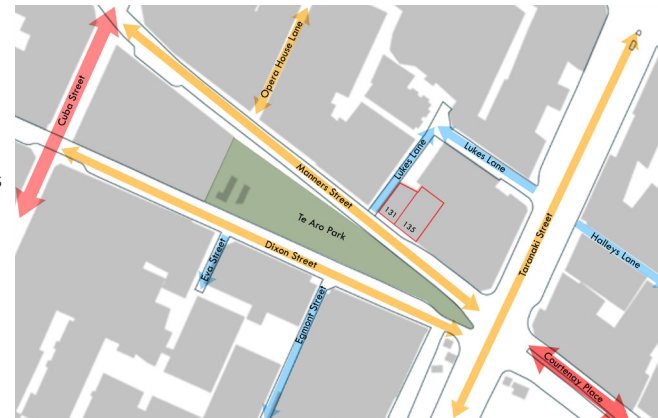 Cuba Street
Opera House Lane
Lukes Lane
Lukes Lane
Manners Street
Te Aro Park
131
135
Taranaki Street
Halleys Lane
Dixon Street
Eva Street
Egmont Street
Courtenay Place
s